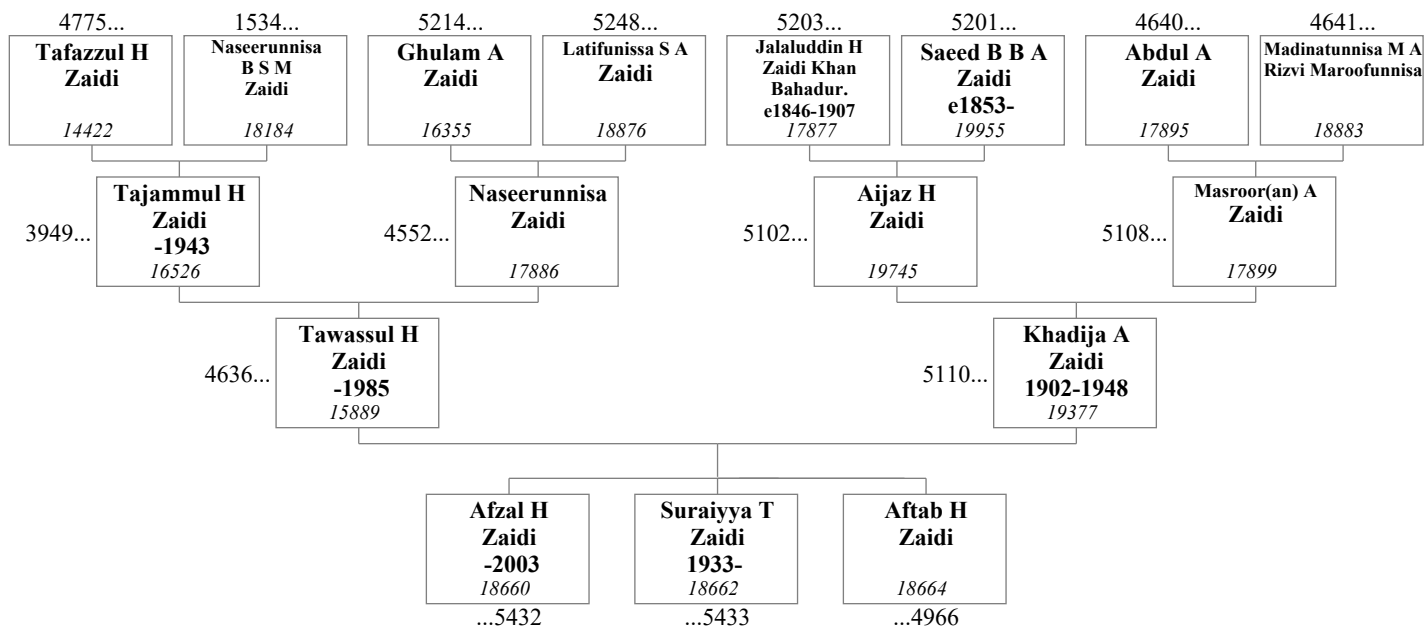 4775...
1534...
5214...
5248...
5203...
5201...
4640...
4641...
Tafazzul H
Zaidi
14422
Naseerunnisa
B S M
Zaidi
18184
Ghulam A
Zaidi
16355
Latifunissa S A
Zaidi
18876
Jalaluddin H
Zaidi Khan
Bahadur.
e1846-1907
17877
Saeed B B A
Zaidi
e1853-
19955
Abdul A
Zaidi
17895
Madinatunnisa M A
Rizvi Maroofunnisa
18883
3949...
Tajammul H
Zaidi
-1943
16526
4552...
Naseerunnisa
Zaidi
17886
5102...
Aijaz H
Zaidi
19745
5108...
Masroor(an) A
Zaidi
17899
4636...
Tawassul H
Zaidi
-1985
15889
5110...
Khadija A
Zaidi
1902-1948
19377
Afzal H
Zaidi
-2003
18660
...5432
Suraiyya T
Zaidi
1933-
18662
...5433
Aftab H
Zaidi
18664
...4966